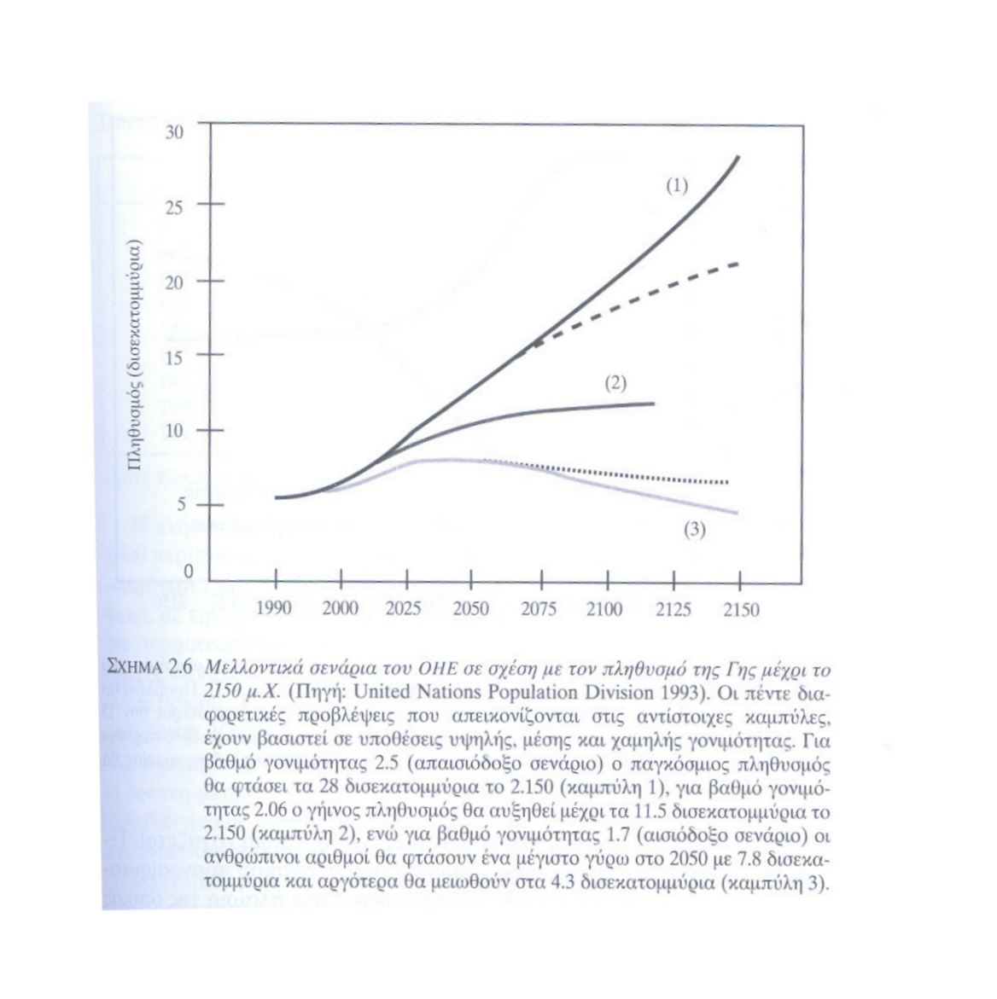 30
25
20
15
10
5
0
Πληθυσμός (δισεκατομμύρια)
(1)
(2)
(3)
1990 2000 2025 2050 2075 2100 2125 2150
ΣΧΗΜΑ 2.6 Μελλοντικά σενάρια του ΟΗΕ σε σχέση με τον πληθυσμό της Γης μέχρι το
2150 μ.Χ. (Πηγή: United Nations Population Division 1993). Οι πέντε δια-
φορετικές προβλέψεις που απεικονίζονται στις αντίστοιχες καμπύλες,
έχουν βασιστεί σε υποθέσεις υψηλής, μέσης και χαμηλής γονιμότητας. Για
βαθμό γονιμότητας 2.5 (απαισιόδοξο σενάριο) ο παγκόσμιος πληθυσμός
θα φτάσει τα 28 δισεκατομμύρια το 2.150 (καμπύλη 1), για βαθμό γονιμό-
τητας 2.06 ο γήινος πληθυσμός θα αυξηθεί μέχρι τα 11.5 δισεκατομμύρια το
2.150 (καμπύλη 2), ενώ για βαθμό γονιμότητας 1.7 (αισιόδοξο σενάριο) οι
ανθρώπινοι αριθμοί θα φτάσουν ένα μέγιστο γύρω στο 2050 με 7.8 δισεκα-
τομμύρια και αργότερα θα μειωθούν στα 4.3 δισεκατομμύρια (καμπύλη 3).